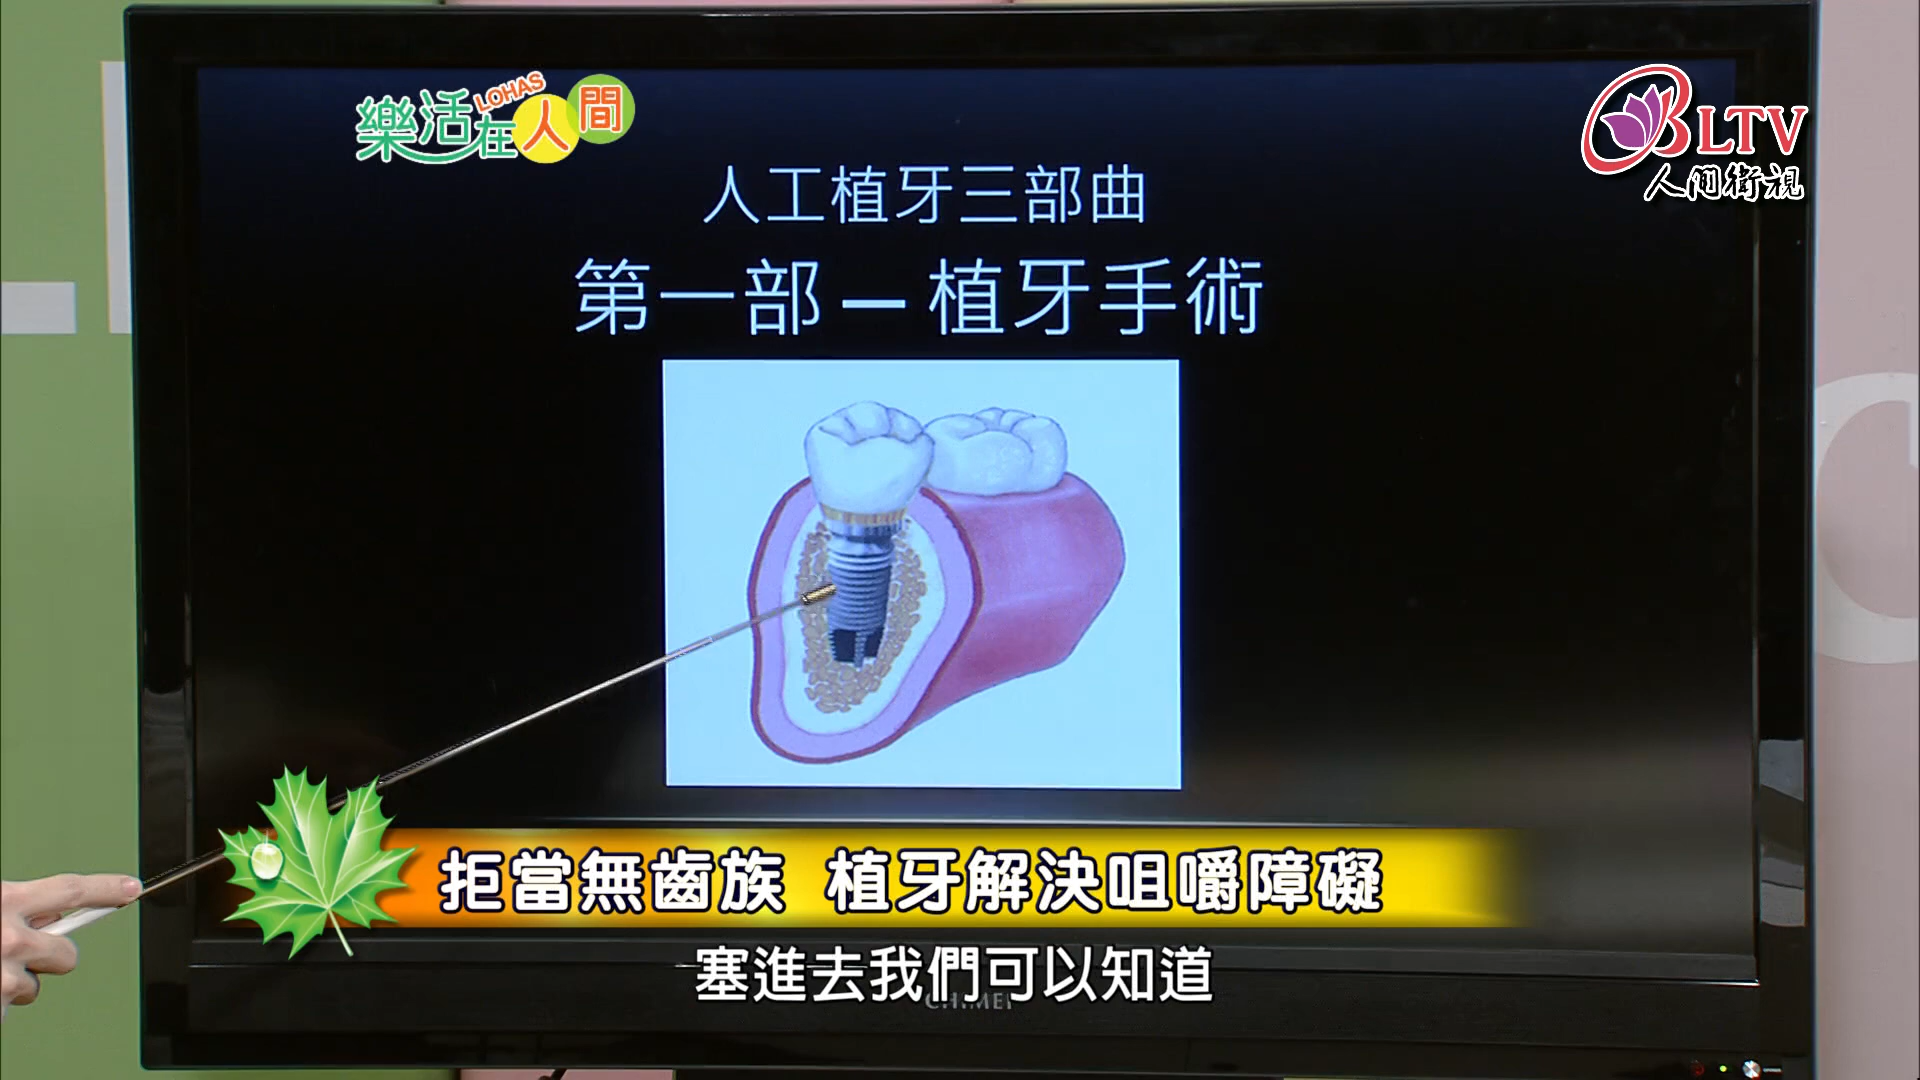 樂活在人間
LOHAS
BLTV
人間衛視
人工植牙三部曲
第一部 – 植牙手術
拒當無齒族 植牙解決咀嚼障礙
塞進去我們可以知道
CHIMEI